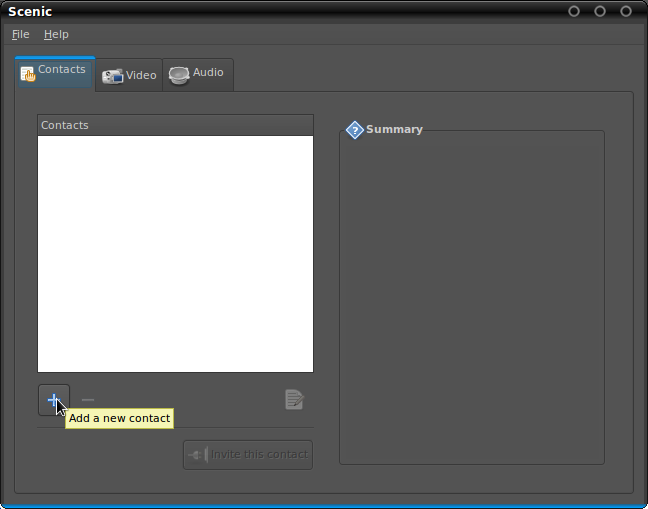 Scenic
File Help
Contacts Video Audio
Contacts
Summary
Add a new contact
Invite this contact